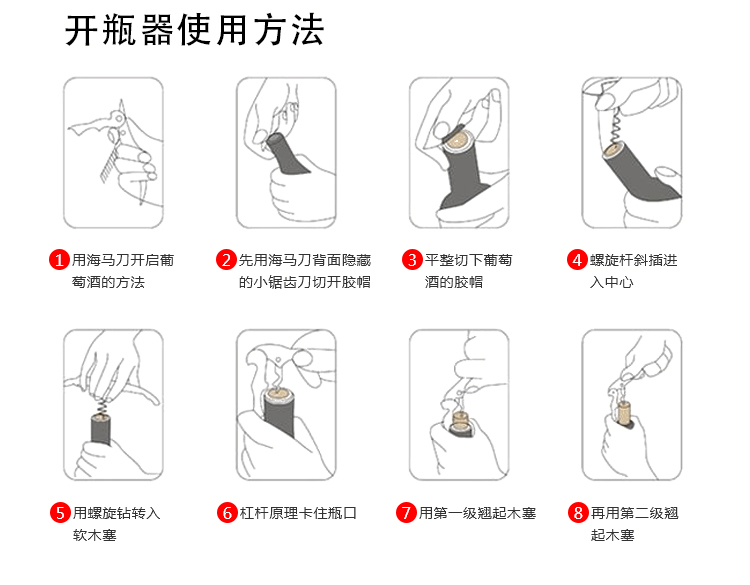 开瓶器使用方法
1 用海马刀开启葡
萄酒的方法
2 先用海马刀背面隐藏
的小锯齿刀切开胶帽
3 平整切下葡萄
酒的胶帽
4 螺旋杆斜插进
入中心
5 用螺旋钻转入
软木塞
6 杠杆原理卡住瓶口
7 用第一级翘起木塞
8 再用第二级翘
起木塞